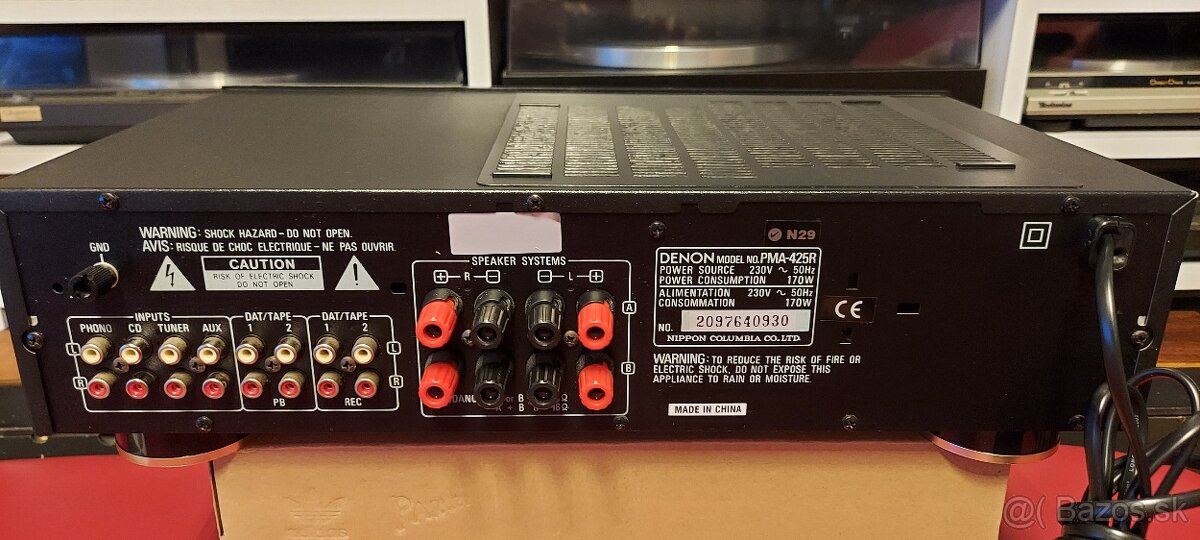 WARNING: SHOCK HAZARD - DO NOT OPEN.
AVIS: RISQUE DE CHOC ELECTRIQUE - NE PAS OUVRIR.
GND
CAUTION
RISK OF ELECTRIC SHOCK
DO NOT OPEN
INPUTS
PHONO CD TUNER AUX
DAT/TAPE
1 2
DAT/TAPE
1 2
L
L
R
R
PB
REC
SPEAKER SYSTEMS
+ R - - L +
A
B
A + B
N29
DENON MODEL NO. PMA-425R
POWER SOURCE 230V ~ 50Hz
POWER CONSUMPTION 170W
ALIMENTATION 230V ~ 50Hz
CONSOMMATION 170W
NO. 2097640930
NIPPON COLUMBIA CO.,LTD.
CE
WARNING: TO REDUCE THE RISK OF FIRE OR
ELECTRIC SHOCK, DO NOT EXPOSE THIS
APPLIANCE TO RAIN OR MOISTURE.
MADE IN CHINA
Technics
@( Bazos.sk